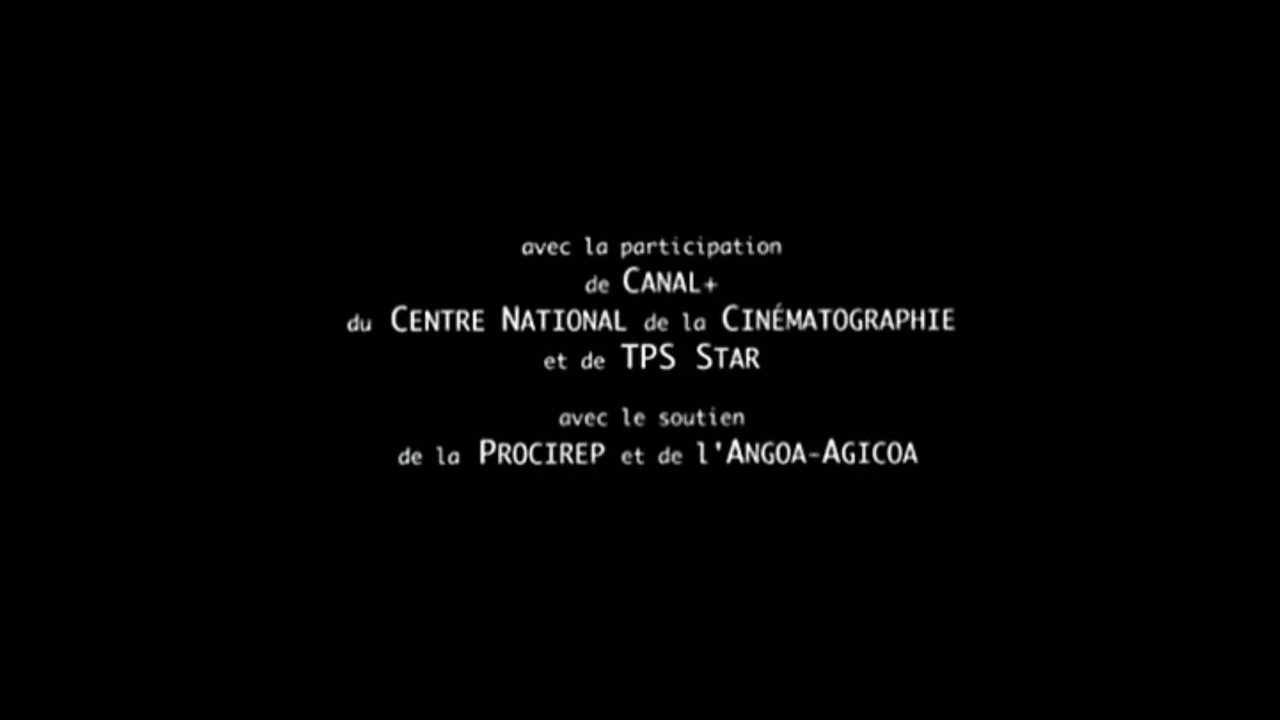 avec la participation
de CANAL+
du CENTRE NATIONAL de la CINÉMATOGRAPHIE
et de TPS STAR
avec le soutien
de la PROCIREP et de l'ANGOA-AGICOA